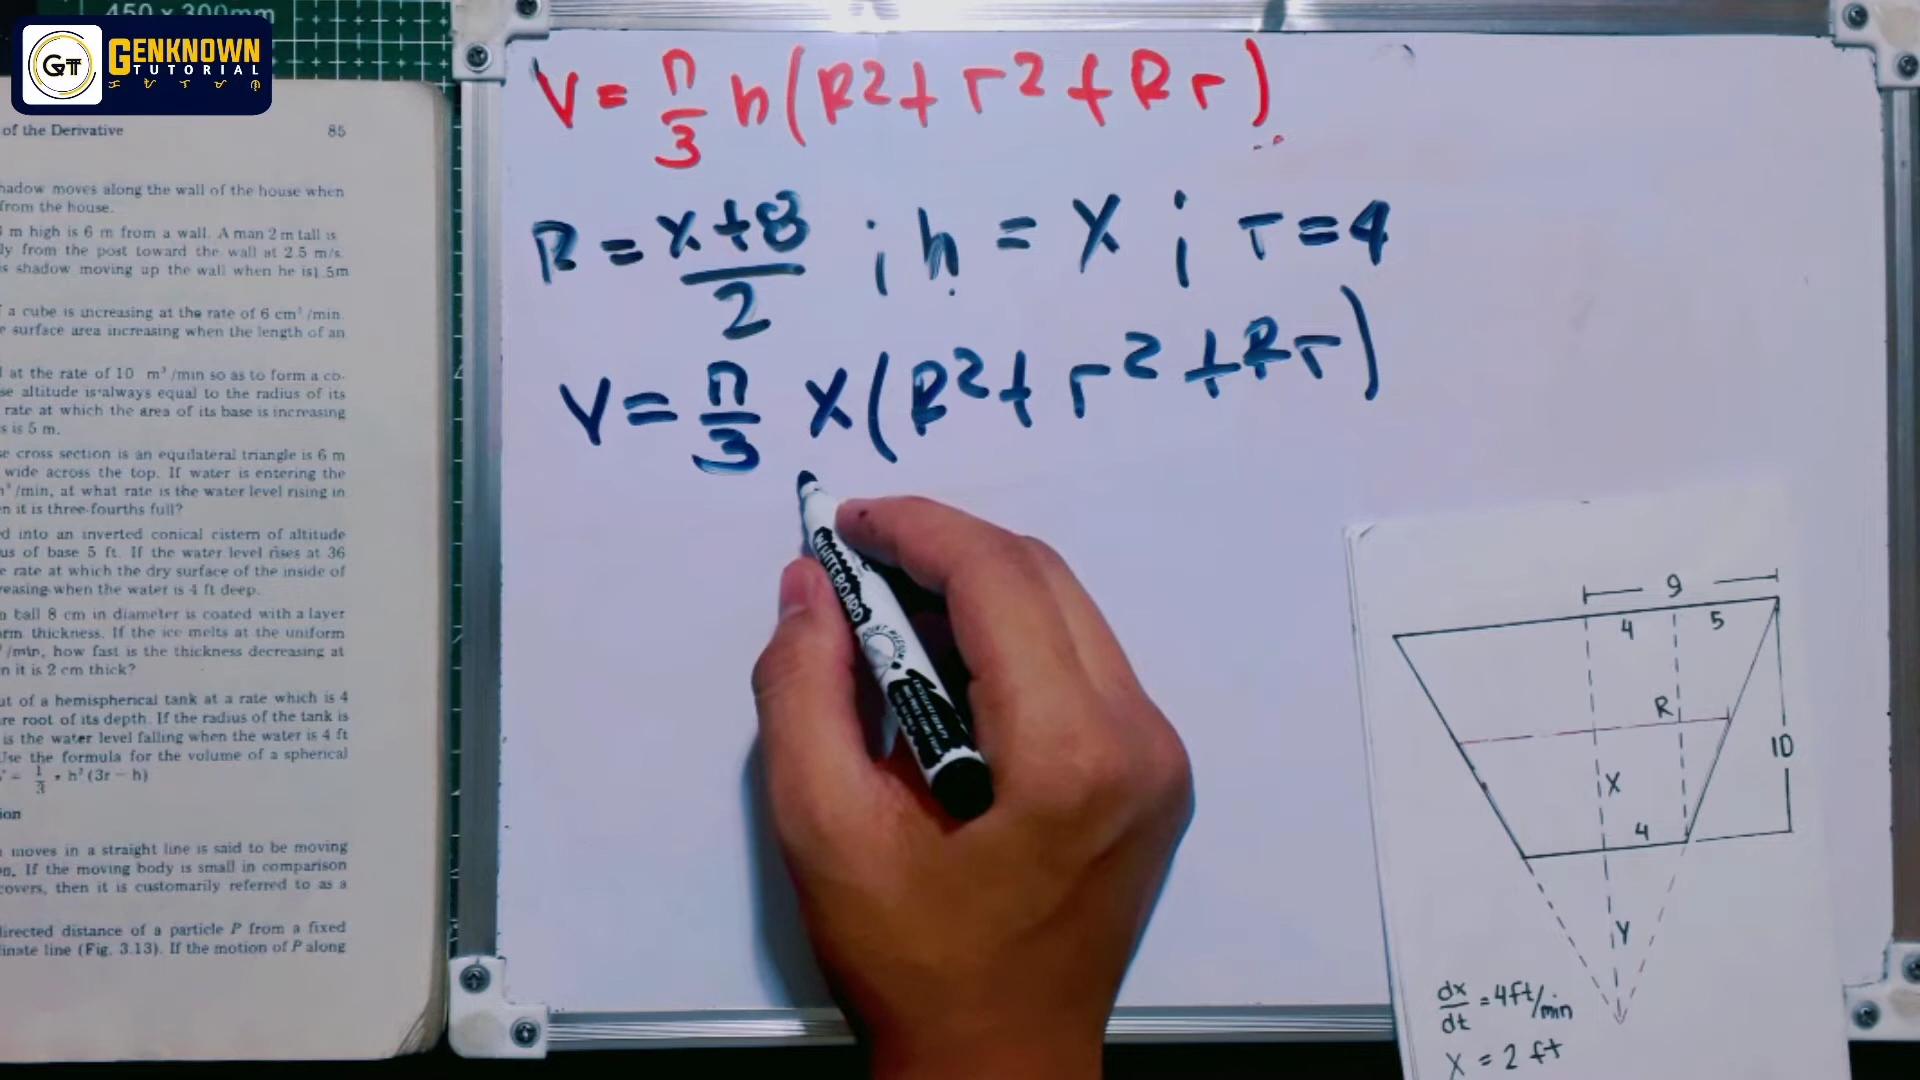 450 x 300mm
GT GENKNOWN
TUTORIAL
of the Derivative 85
hadow moves along the wall of the house when
from the house.
m high is 6 m from a wall. A man 2 m tall is
ly from the post toward the wall at 2.5 m/s.
s shadow moving up the wall when he is 1.5m
a cube is increasing at the rate of 6 cm³/min.
e surface area increasing when the length of an
at the rate of 10 m³/min so as to form a co-
se altitude is always equal to the radius of its
rate at which the area of its base is increasing
s is 5 m.
se cross section is an equilateral triangle is 6 m
wide across the top. If water is entering the
³/min, at what rate is the water level rising in
n it is three-fourths full?
d into an inverted conical cistern of altitude
us of base 5 ft. If the water level rises at 36
e rate at which the dry surface of the inside of
reasing when the water is 4 ft deep.
n ball 8 cm in diameter is coated with a layer
rm thickness. If the ice melts at the uniform
³/min, how fast is the thickness decreasing at
n it is 2 cm thick?
ut of a hemispherical tank at a rate which is 4
re root of its depth. If the radius of the tank is
is the water level falling when the water is 4 ft
Use the formula for the volume of a spherical
= 1/3 π h² (3r – h)
ion
moves in a straight line is said to be moving
on. If the moving body is small in comparison
covers, then it is customarily referred to as a
directed distance of a particle P from a fixed
inate line (Fig. 3.13). If the motion of P along
V = π/3 h(R² + r² + Rr)
R = x+8/2 ; h = x ; r = 4
V = π/3 x(R² + r² + Rr)
WHITEBOARD
9
4 5
R
10
X
4
Y
dx/dt = 4ft/min
X = 2 ft